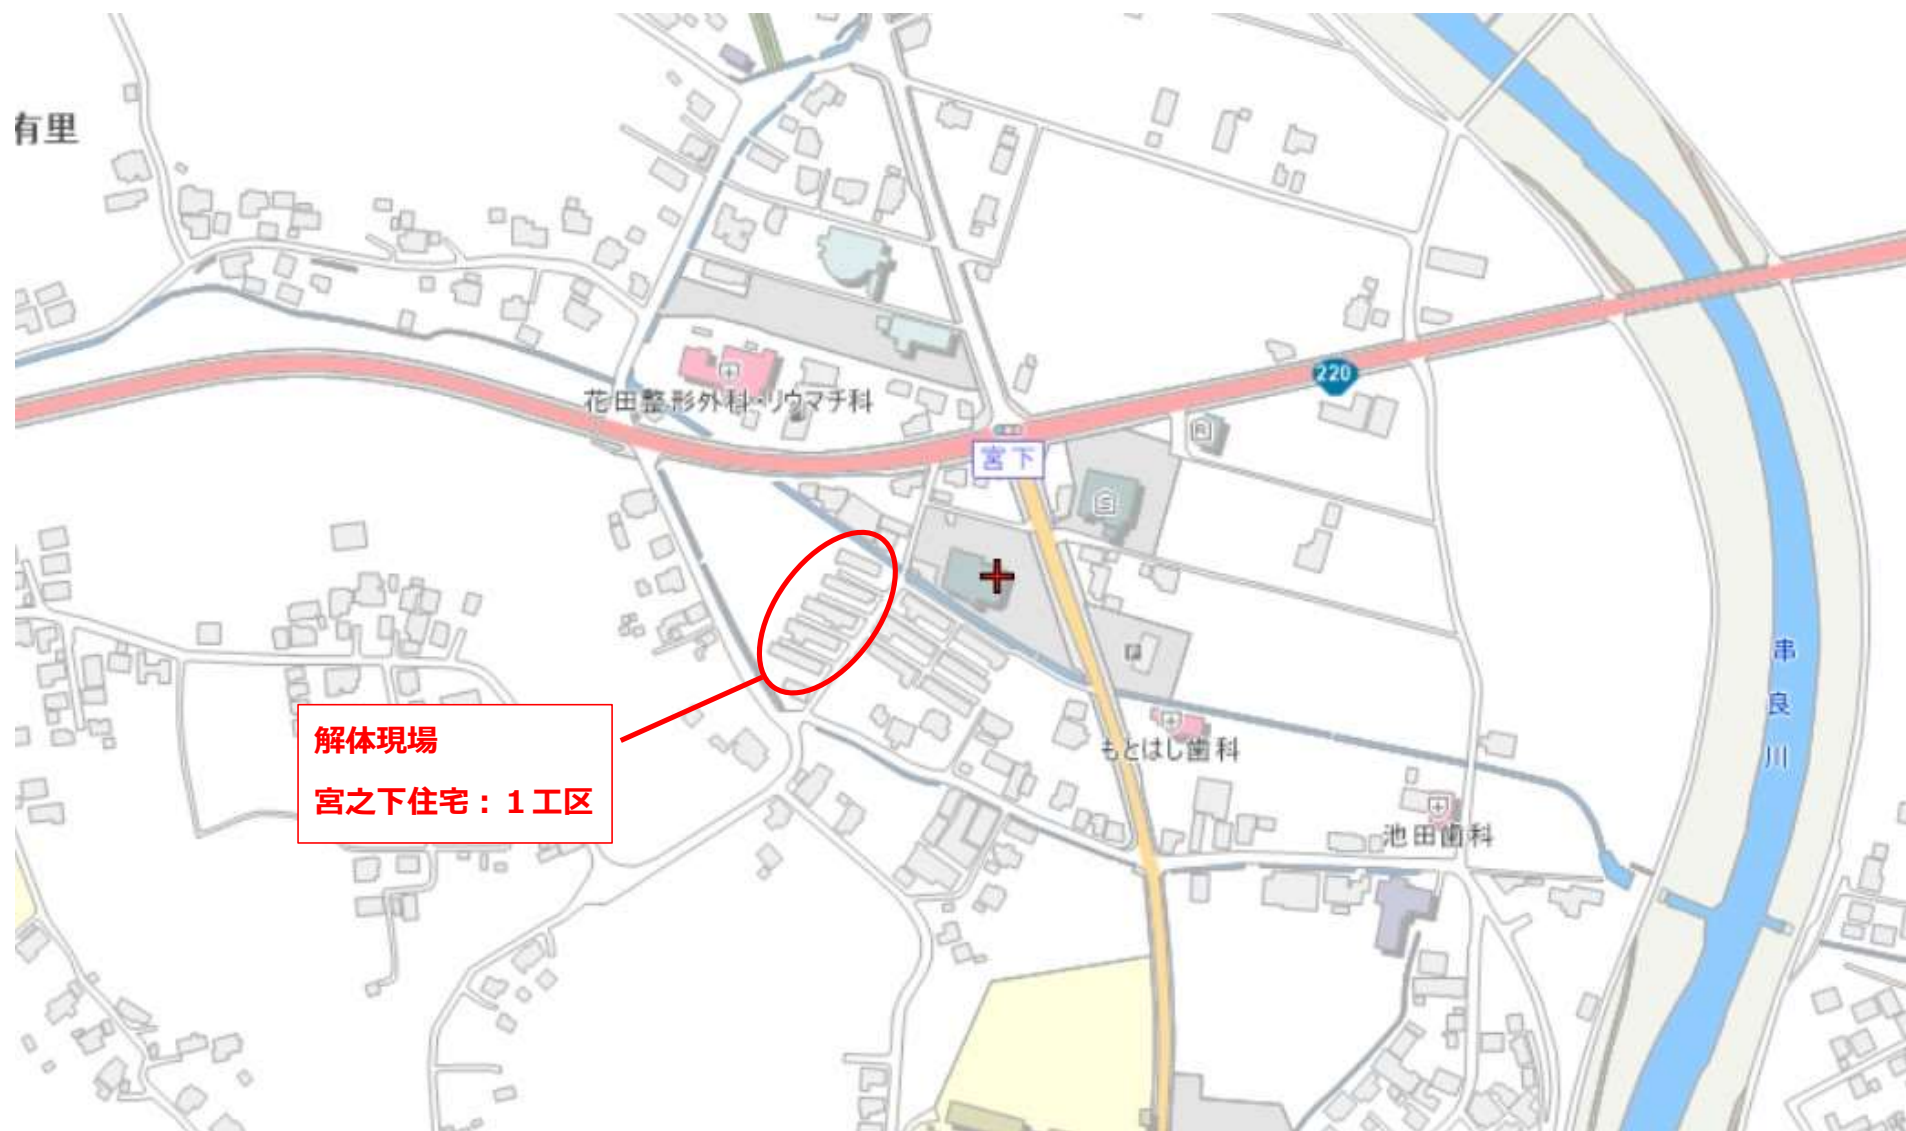 有里
220
花田整形外科・リウマチ科
宮下
R
S
串良川
解体現場
宮之下住宅：１工区
もとはし歯科
池田歯科